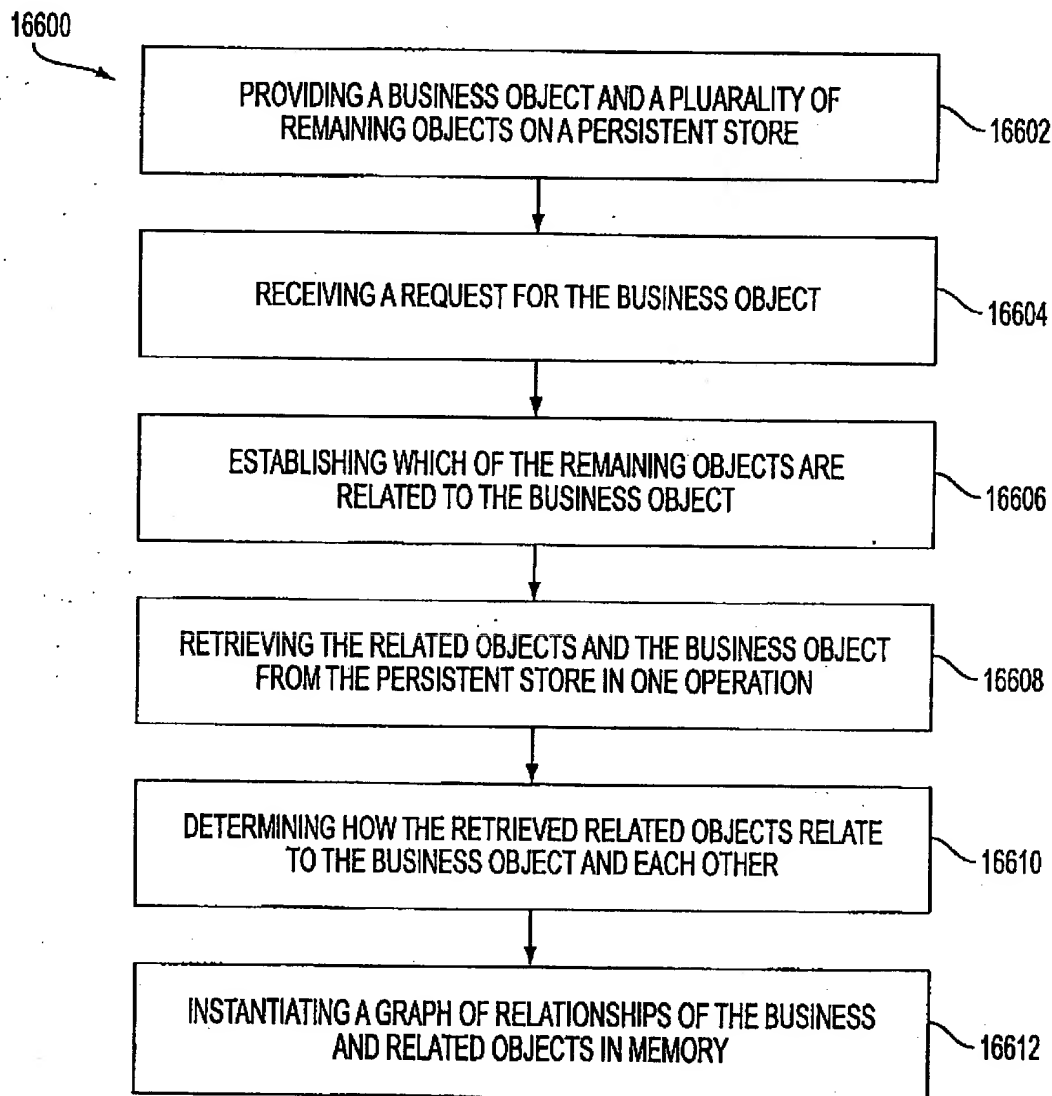 16600
PROVIDING A BUSINESS OBJECT AND A PLUARALITY OF
REMAINING OBJECTS ON A PERSISTENT STORE
16602
RECEIVING A REQUEST FOR THE BUSINESS OBJECT
16604
ESTABLISHING WHICH OF THE REMAINING OBJECTS ARE
RELATED TO THE BUSINESS OBJECT
16606
RETRIEVING THE RELATED OBJECTS AND THE BUSINESS OBJECT
FROM THE PERSISTENT STORE IN ONE OPERATION
16608
DETERMINING HOW THE RETRIEVED RELATED OBJECTS RELATE
TO THE BUSINESS OBJECT AND EACH OTHER
16610
INSTANTIATING A GRAPH OF RELATIONSHIPS OF THE BUSINESS
AND RELATED OBJECTS IN MEMORY
16612